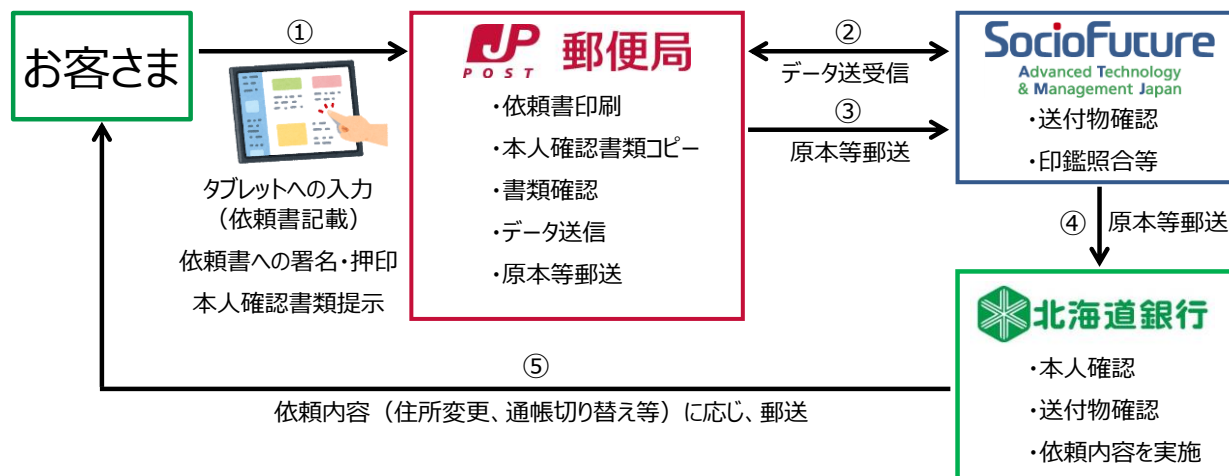 お客さま
①
タブレットへの入力
（依頼書記載）
依頼書への署名・押印
本人確認書類提示
JP
POST
郵便局
・依頼書印刷
・本人確認書類コピー
・書類確認
・データ送信
・原本等郵送
②
データ送受信
③
原本等郵送
SocioFuture
Advanced Technology
& Management Japan
・送付物確認
・印鑑照合等
④ 原本等郵送
北海道銀行
・本人確認
・送付物確認
・依頼内容を実施
⑤
依頼内容（住所変更、通帳切り替え等）に応じ、郵送